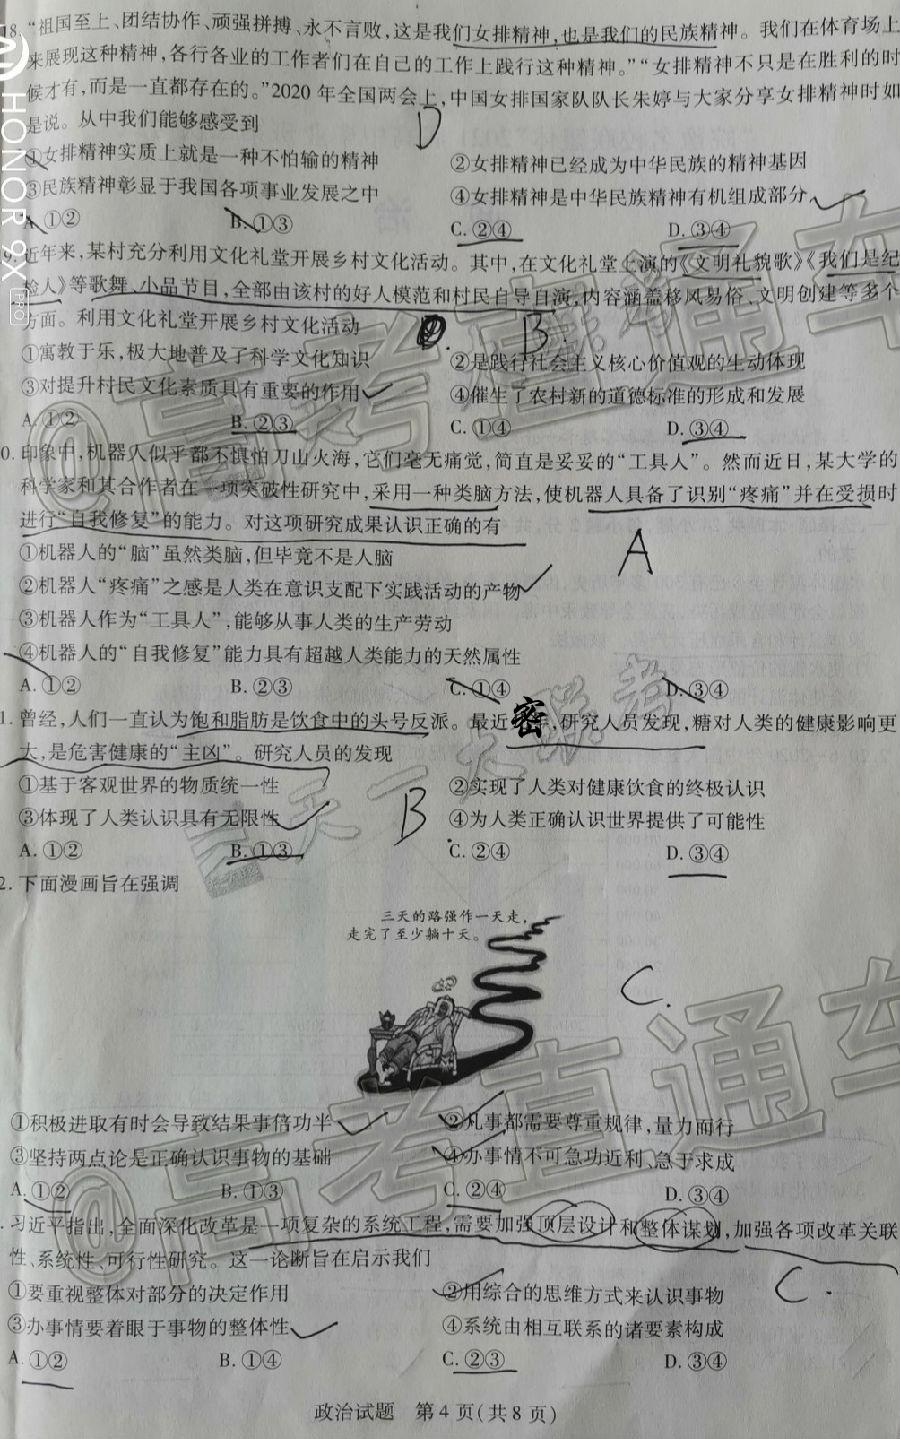 18. “祖国至上、团结协作、顽强拼搏、永不言败,这是我们女排精神,也是我们的民族精神。我们在体育场上
来展现这种精神,各行各业的工作者们在自己的工作上践行这种精神。”“女排精神不只是在胜利的时
候才有,而是一直都存在的。”2020年全国两会上,中国女排国家队队长朱婷与大家分享女排精神时如
是说。从中我们能够感受到
D
①女排精神实质上就是一种不怕输的精神 ②女排精神已经成为中华民族的精神基因
③民族精神彰显于我国各项事业发展之中 ④女排精神是中华民族精神有机组成部分
A.①② B.①③ C.②④ D.③④
9. 近年来,某村充分利用文化礼堂开展乡村文化活动。其中,在文化礼堂上演的《文明礼貌歌》《我们是纪
检人》等歌舞、小品节目,全部由该村的好人模范和村民自导自演,内容涵盖移风易俗、文明创建等多个
方面。利用文化礼堂开展乡村文化活动
B.
①寓教于乐,极大地普及了科学文化知识 ②是践行社会主义核心价值观的生动体现
③对提升村民文化素质具有重要的作用 ④催生了农村新的道德标准的形成和发展
A.①② B.②③ C.①④ D.③④
0. 印象中,机器人似乎都不惧怕刀山火海,它们毫无痛觉,简直是妥妥的“工具人”。然而近日,某大学的
科学家和其合作者在一项突破性研究中,采用一种类脑方法,使机器人具备了识别“疼痛”并在受损时
进行“自我修复”的能力。对这项研究成果认识正确的有
A
①机器人的“脑”虽然类脑,但毕竟不是人脑
②机器人“疼痛”之感是人类在意识支配下实践活动的产物
③机器人作为“工具人”,能够从事人类的生产劳动
④机器人的“自我修复”能力具有超越人类能力的天然属性
A.①② B.②③ C.①④ D.③④
1. 曾经,人们一直认为饱和脂肪是饮食中的头号反派。最近密年,研究人员发现,糖对人类的健康影响更
大,是危害健康的“主凶”。研究人员的发现
①基于客观世界的物质统一性 ②实现了人类对健康饮食的终极认识
③体现了人类认识具有无限性 ④为人类正确认识世界提供了可能性
B
A.①② B.①③ C.②④ D.③④
2. 下面漫画旨在强调
三天的路强作一天走,
走完了至少躺十天。
C.
①积极进取有时会导致结果事倍功半 ②凡事都需要尊重规律,量力而行
③坚持两点论是正确认识事物的基础 ④办事情不可急功近利、急于求成
A.①② B.①③ C.②④ D.③④
. 习近平指出,全面深化改革是一项复杂的系统工程,需要加强顶层设计和整体谋划,加强各项改革关联
性、系统性、可行性研究。这一论断旨在启示我们
C.
①要重视整体对部分的决定作用 ②用综合的思维方式来认识事物
③办事情要着眼于事物的整体性 ④系统由相互联系的诸要素构成
A.①② B.①④ C.②③ D.③④
政治试题 第4页(共8页)
HONOR 9X
PRO
@高考直通车
天一大联考
@高考直通车